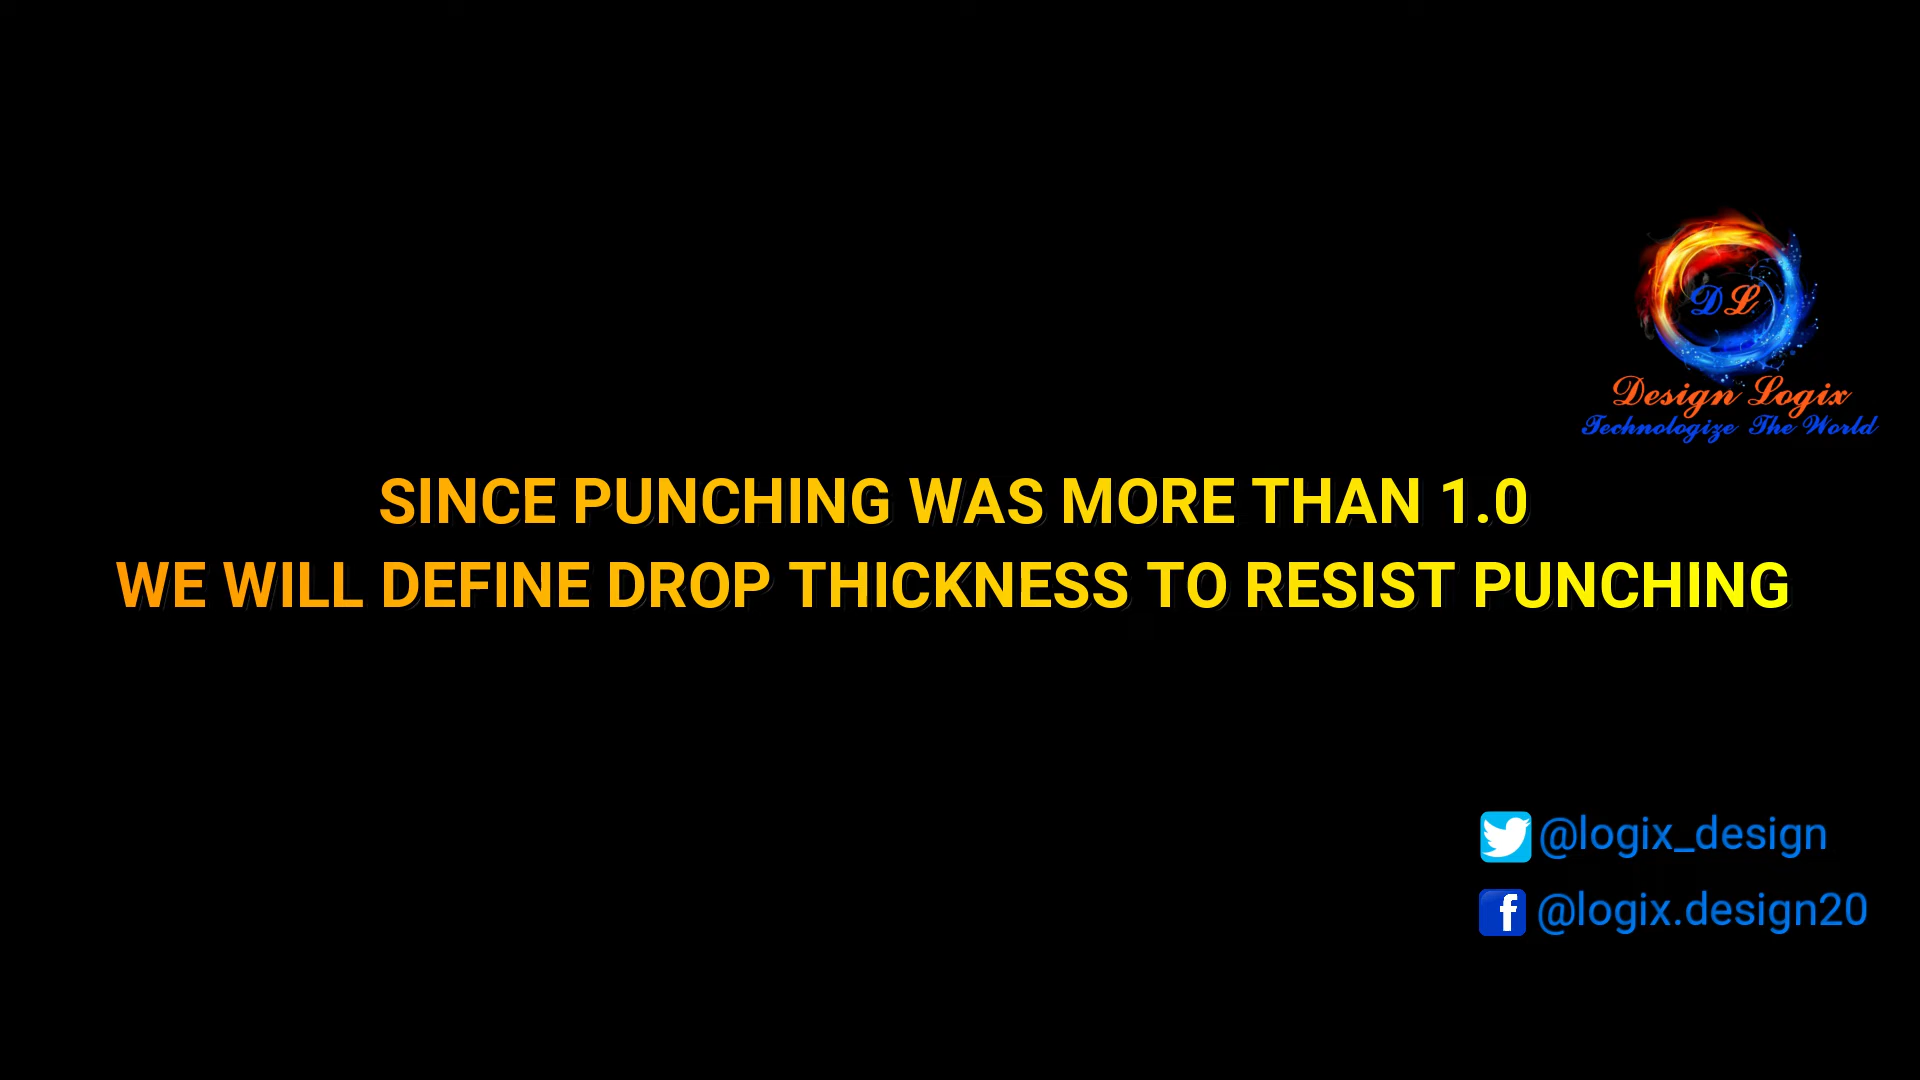 DL
Design Logix
Technologize The World
SINCE PUNCHING WAS MORE THAN 1.0
WE WILL DEFINE DROP THICKNESS TO RESIST PUNCHING
@logix_design
f @logix.design20